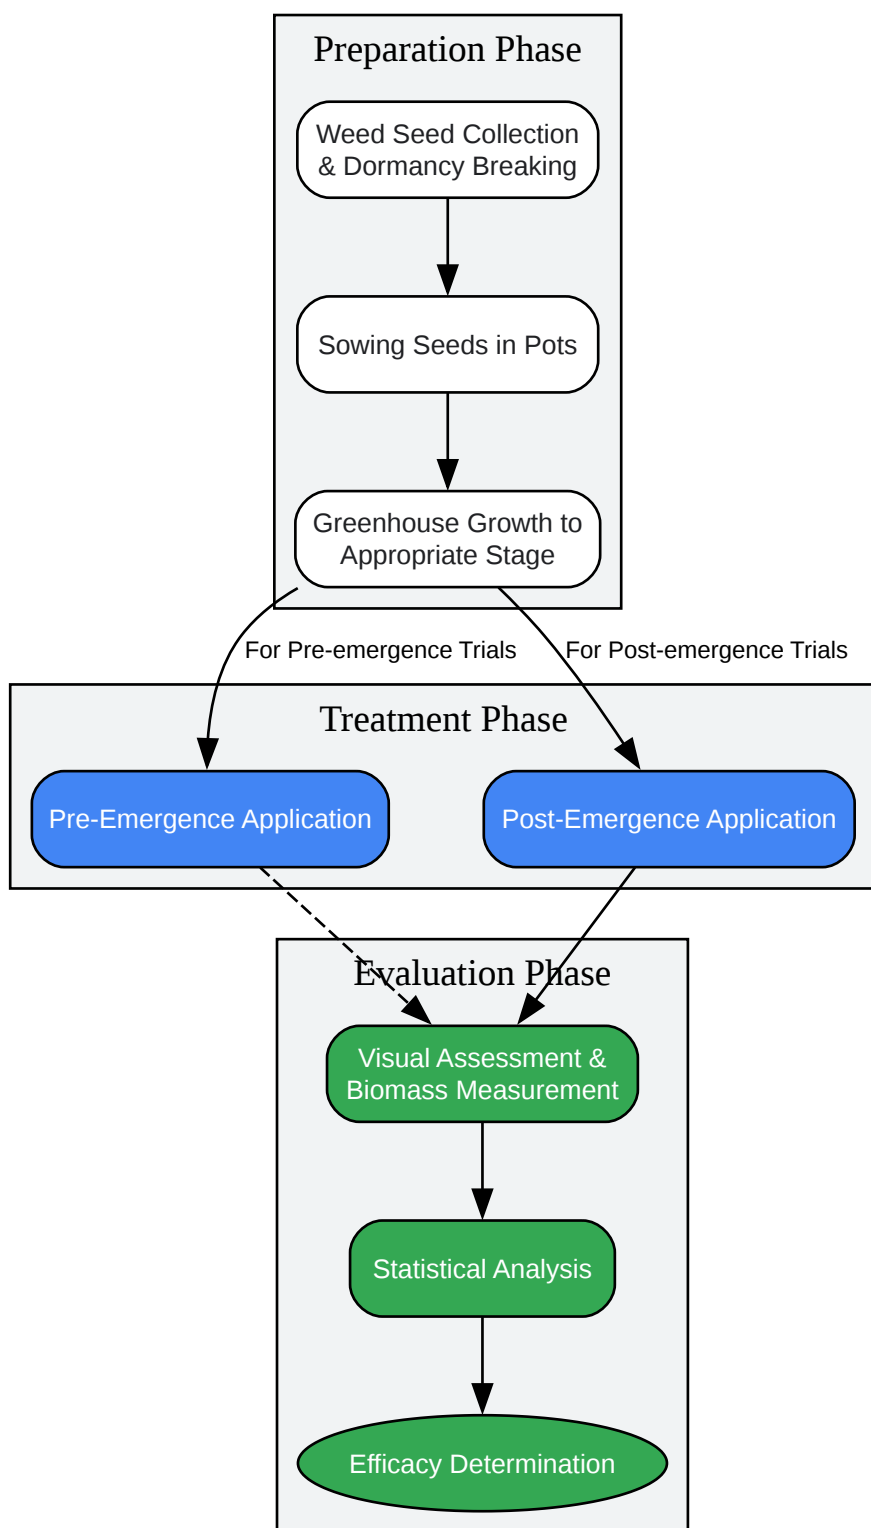 Preparation Phase
Weed Seed Collection
& Dormancy Breaking
Sowing Seeds in Pots
Greenhouse Growth to
Appropriate Stage
For Pre-emergence Trials
For Post-emergence Trials
Treatment Phase
Pre-Emergence Application
Post-Emergence Application
Evaluation Phase
Visual Assessment &
Biomass Measurement
Statistical Analysis
Efficacy Determination